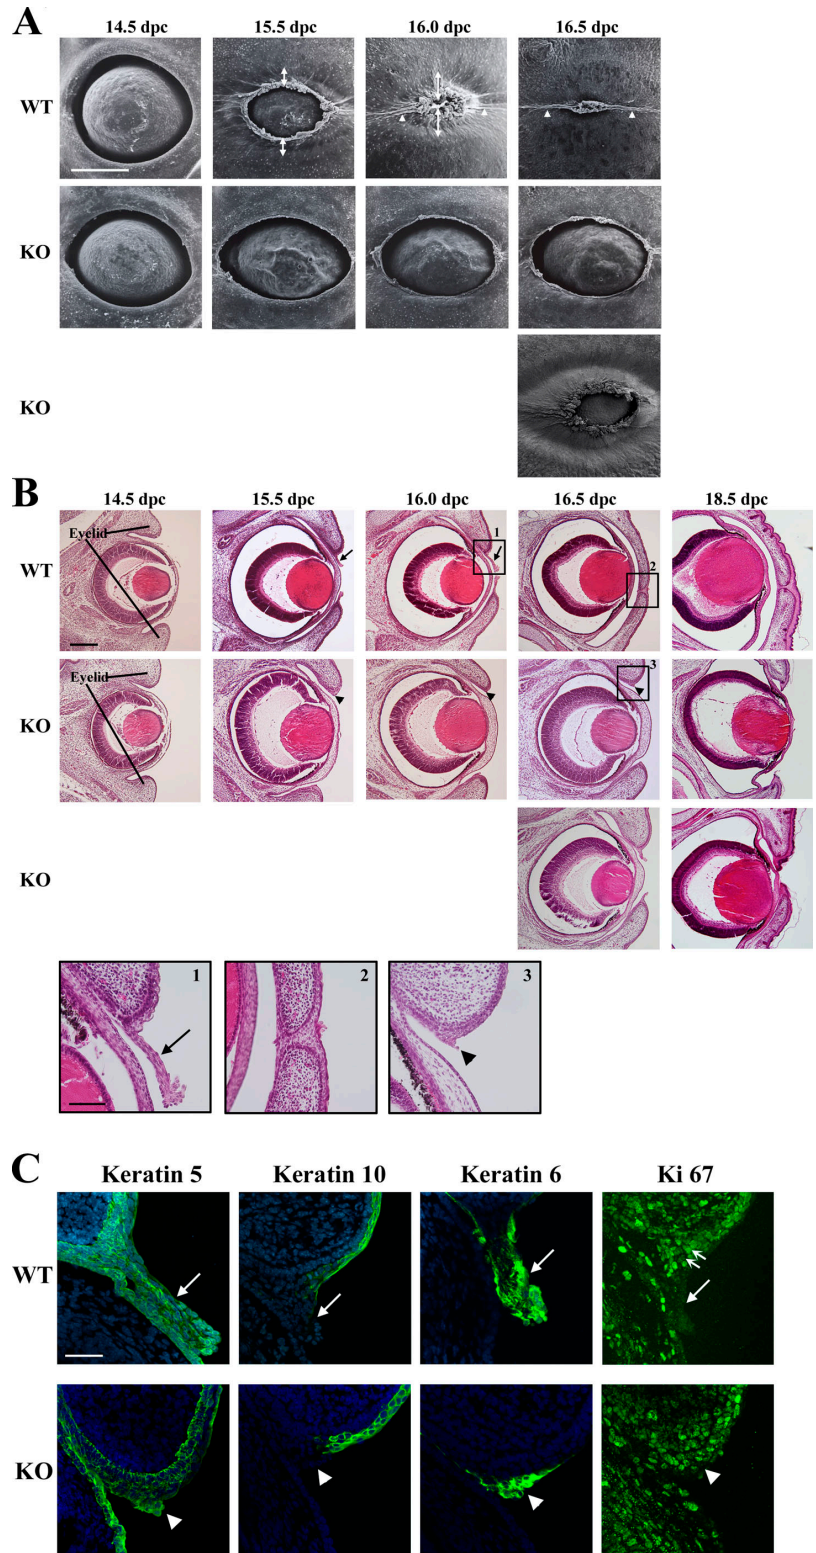 A
14.5 dpc 15.5 dpc 16.0 dpc 16.5 dpc
WT
KO
KO
B
14.5 dpc 15.5 dpc 16.0 dpc 16.5 dpc 18.5 dpc
Eyelid 1 2
WT
Eyelid 3
KO
KO
1 2 3
C
Keratin 5 Keratin 10 Keratin 6 Ki 67
WT
KO